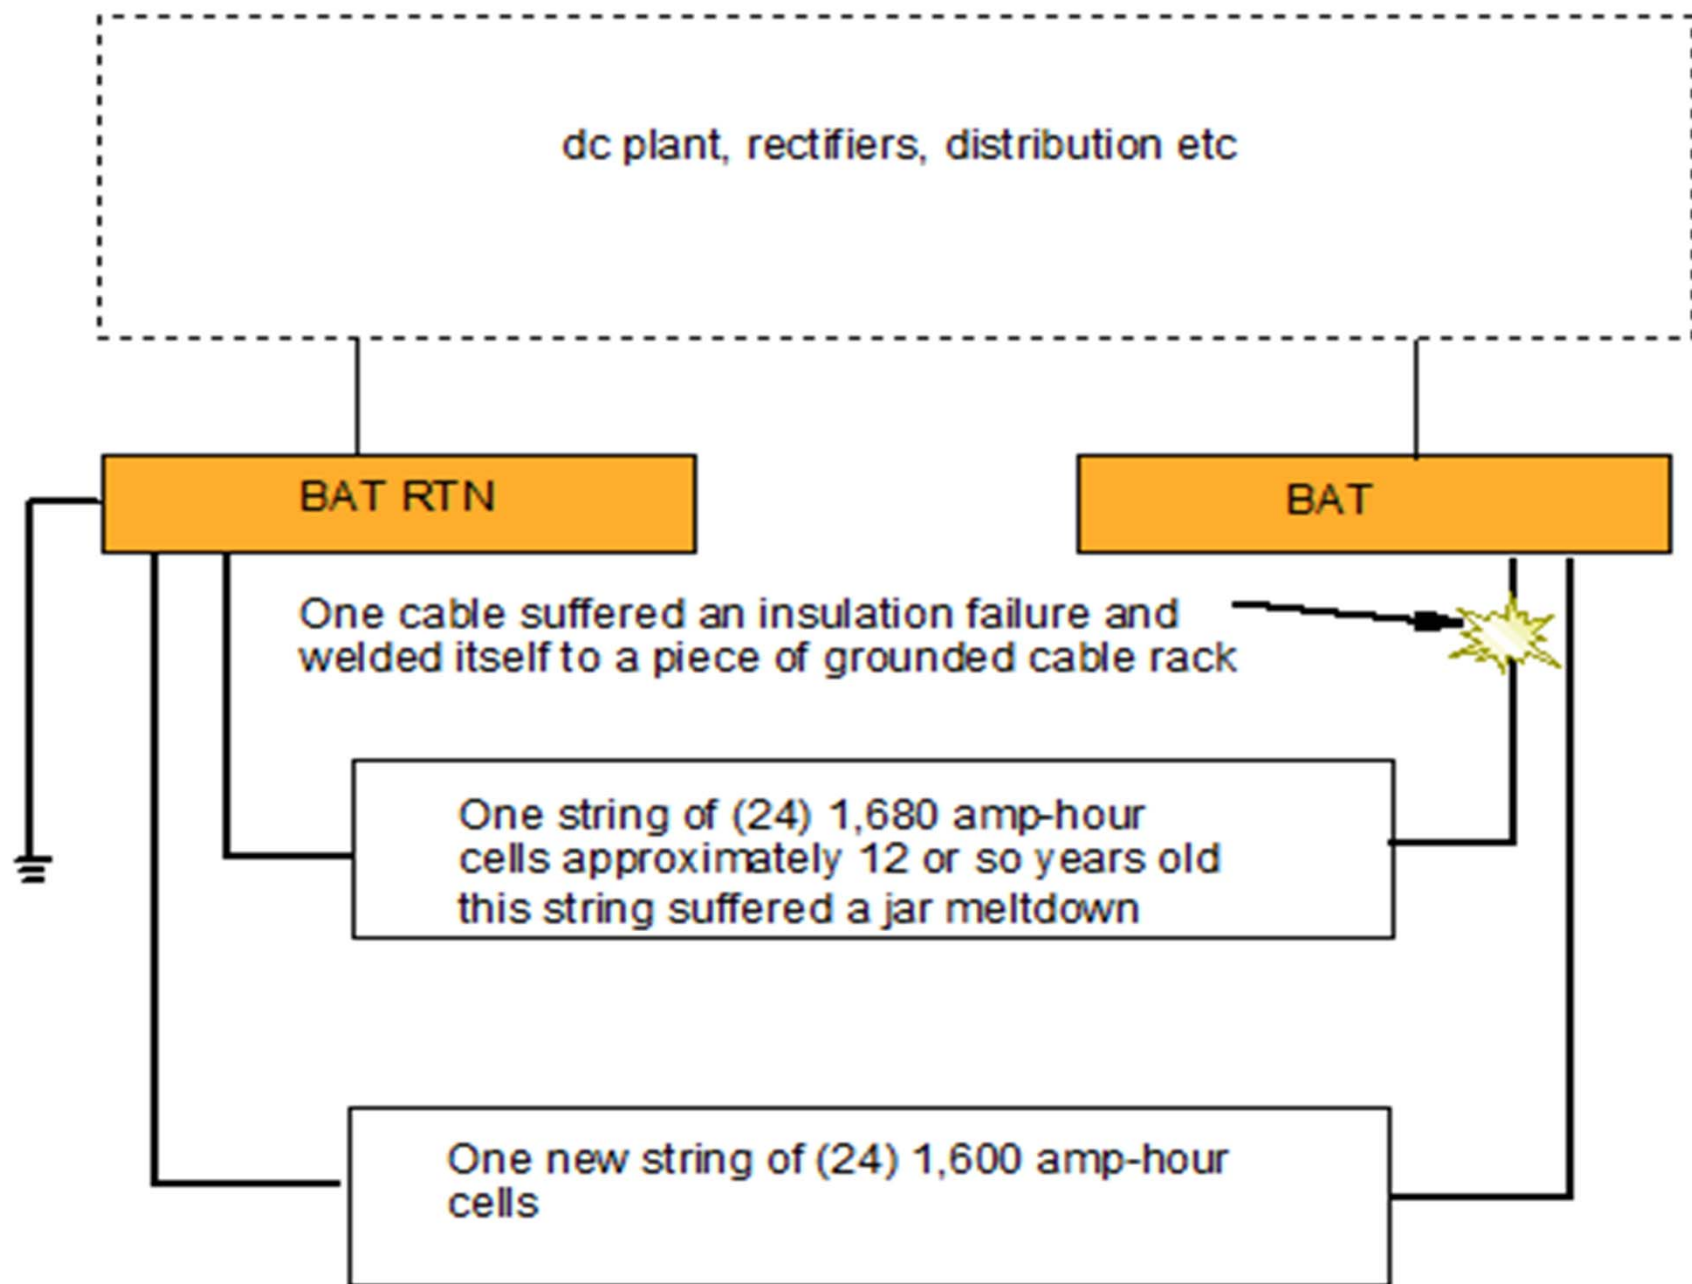 dc plant, rectifiers, distribution etc
BAT RTN
BAT
One cable suffered an insulation failure and
welded itself to a piece of grounded cable rack
One string of (24) 1,680 amp-hour
cells approximately 12 or so years old
this string suffered a jar meltdown
One new string of (24) 1,600 amp-hour
cells